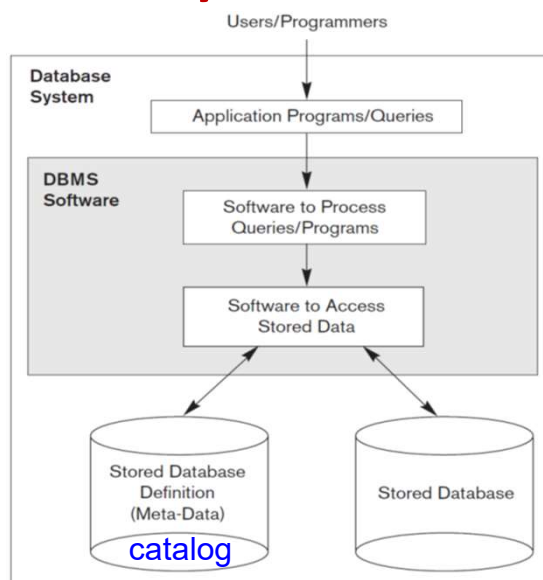 Users/Programmers
Database
System
Application Programs/Queries
DBMS
Software
Software to Process
Queries/Programs
Software to Access
Stored Data
Stored Database
Definition
(Meta-Data)
catalog
Stored Database